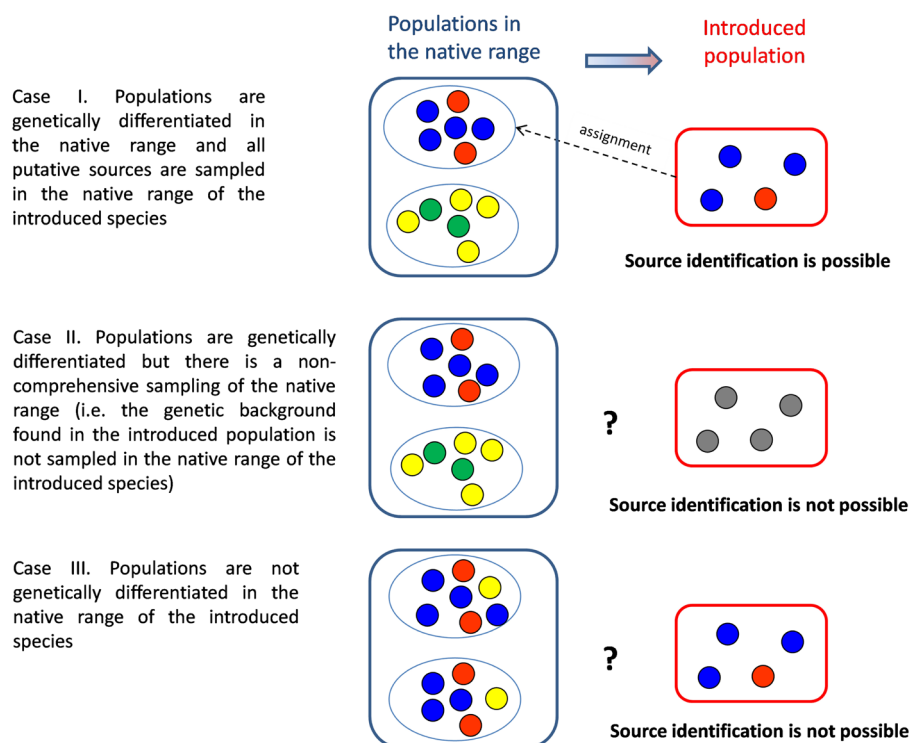 Populations in
the native range
Introduced
population
Case I. Populations are
genetically differentiated in
the native range and all
putative sources are sampled
in the native range of the
introduced species
assignment
Source identification is possible
Case II. Populations are genetically
differentiated but there is a non-
comprehensive sampling of the native
range (i.e. the genetic background
found in the introduced population is
not sampled in the native range of the
introduced species)
?
Source identification is not possible
Case III. Populations are not
genetically differentiated in the
native range of the introduced
species
?
Source identification is not possible